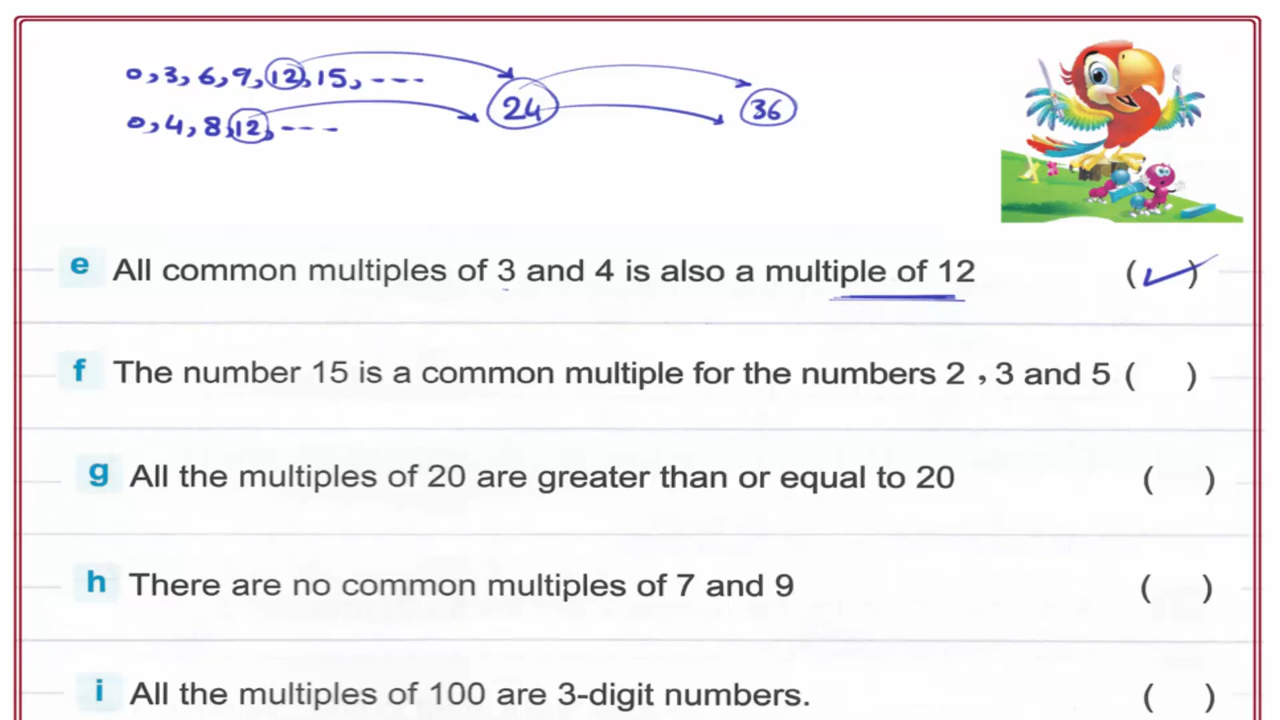 0, 3, 6, 9, 12, 15, ---
24
36
0, 4, 8, 12, ---
e All common multiples of 3 and 4 is also a multiple of 12 (✓)
f The number 15 is a common multiple for the numbers 2 , 3 and 5 ( )
g All the multiples of 20 are greater than or equal to 20 ( )
h There are no common multiples of 7 and 9 ( )
i All the multiples of 100 are 3-digit numbers. ( )